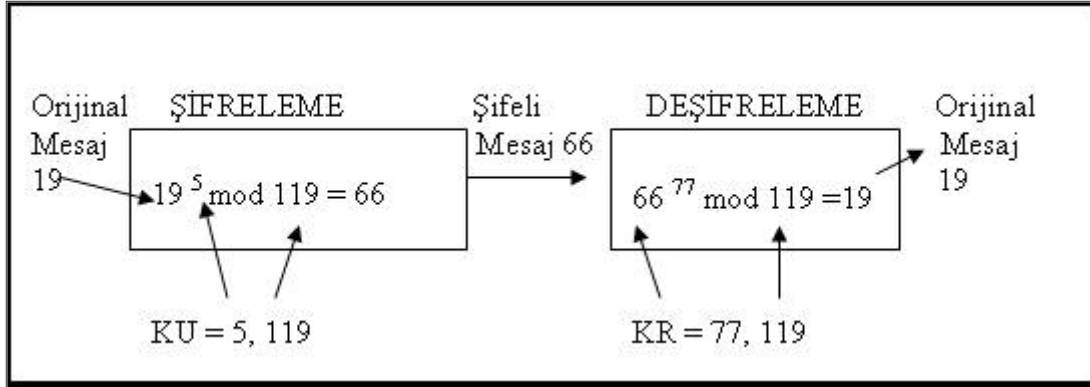 Orijinal
Mesaj
19
ŞİFRELEME
19 5 mod 119 = 66
KU = 5, 119
Şifeli
Mesaj 66
DEŞİFRELEME
66 77 mod 119 =19
KR = 77, 119
Orijinal
Mesaj
19